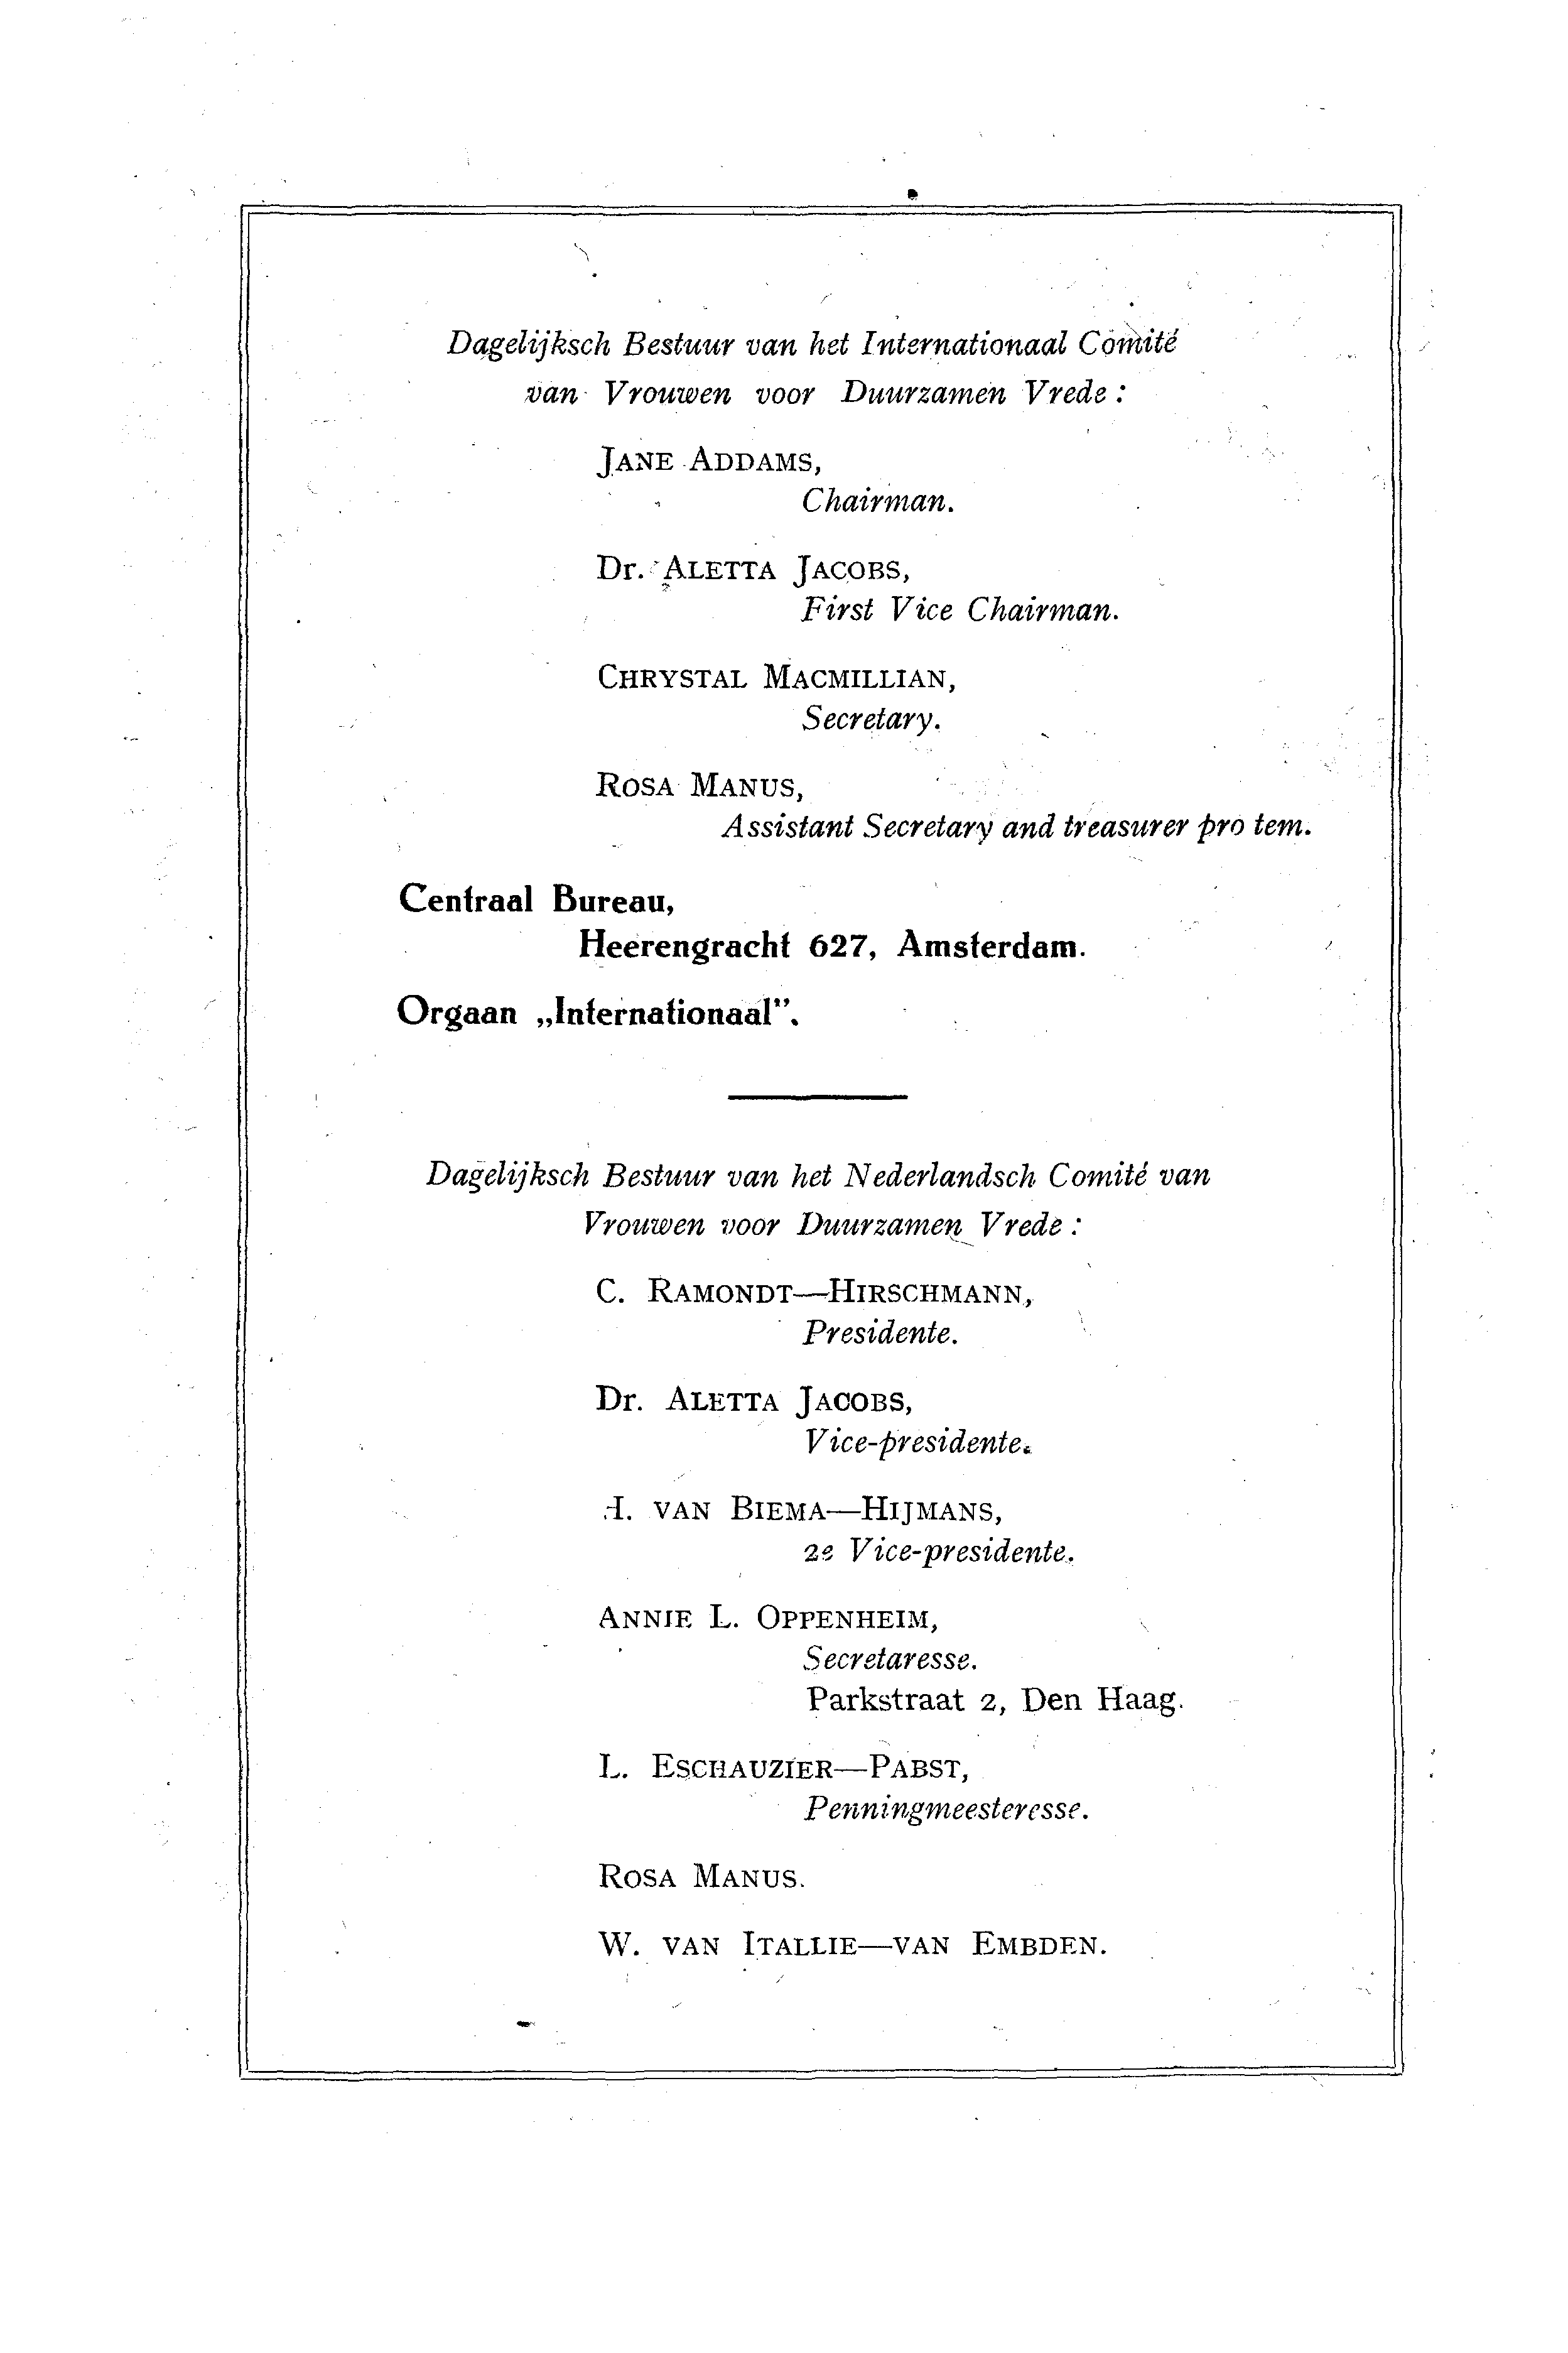 Dagelijksch Bestuur van het Internationaal Comité
van Vrouwen voor Duurzamen Vrede :
JANE ADDAMS,
Chairman.
Dr. ALETTA JACOBS,
First Vice Chairman.
CHRYSTAL MACMILLIAN,
Secretary.
ROSA MANUS,
Assistant Secretary and treasurer pro tem.
Centraal Bureau,
Heerengracht 627, Amsterdam.
Orgaan „Internationaal”.
Dagelijksch Bestuur van het Nederlandsch Comité van
Vrouwen voor Duurzamen Vrede :
C. RAMONDT—HIRSCHMANN,
Presidente.
Dr. ALETTA JACOBS,
Vice-presidente.
H. VAN BIEMA—HIJMANS,
2e Vice-presidente.
ANNIE L. OPPENHEIM,
Secretaresse.
Parkstraat 2, Den Haag.
L. ESCHAUZIER—PABST,
Penningmeesteresse.
ROSA MANUS.
W. VAN ITALLIE—VAN EMBDEN.